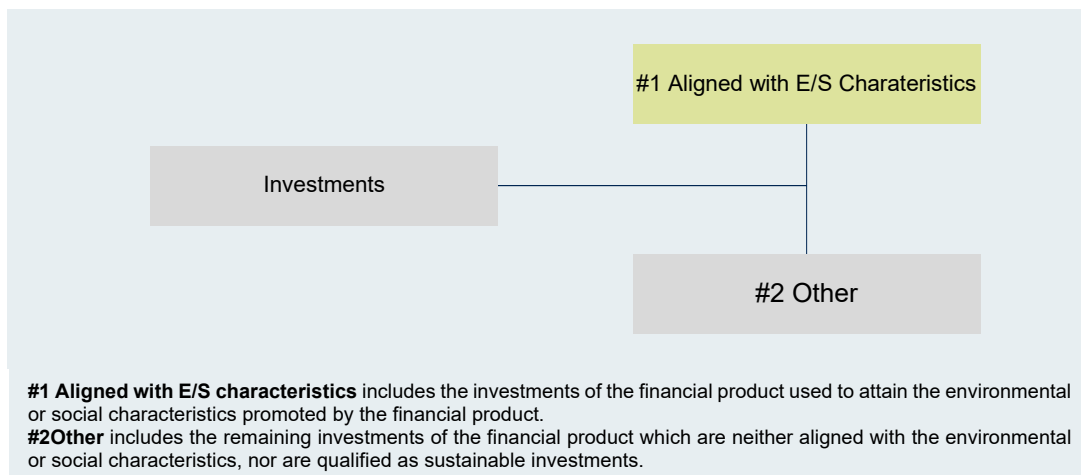 #1 Aligned with E/S Charateristics
Investments
#2 Other
#1 Aligned with E/S characteristics includes the investments of the financial product used to attain the environmental
or social characteristics promoted by the financial product.
#2Other includes the remaining investments of the financial product which are neither aligned with the environmental
or social characteristics, nor are qualified as sustainable investments.